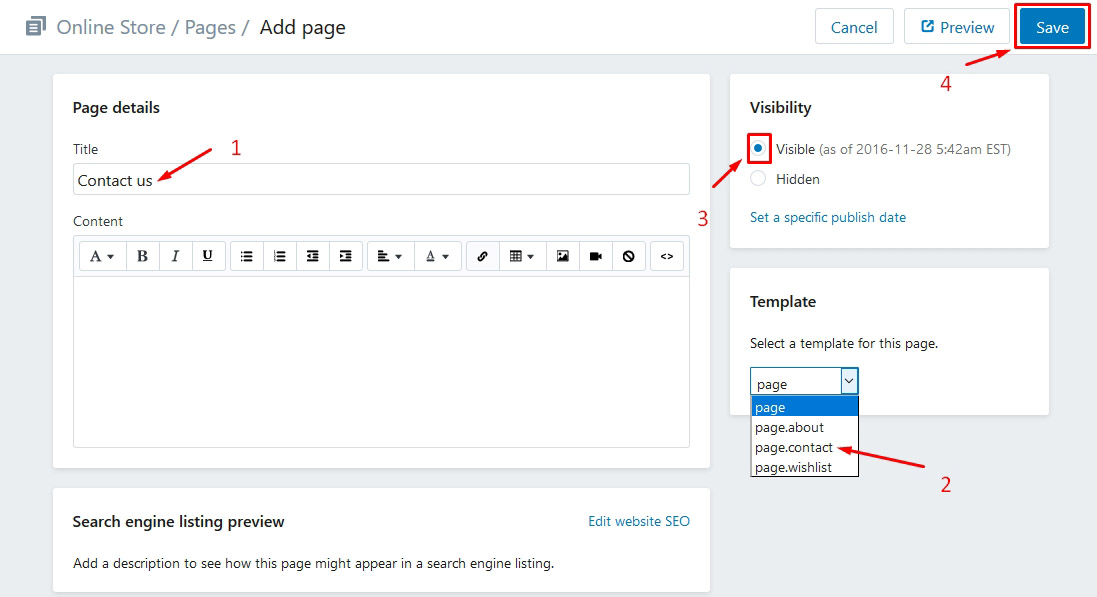 Online Store / Pages / Add page
Cancel
Preview
Save
4
Page details
Title
1
Contact us
Content
A B I U A <>
Visibility
Visible (as of 2016-11-28 5:42am EST)
3
Hidden
Set a specific publish date
Template
Select a template for this page.
page
page
page.about
page.contact
page.wishlist
2
Search engine listing preview
Edit website SEO
Add a description to see how this page might appear in a search engine listing.